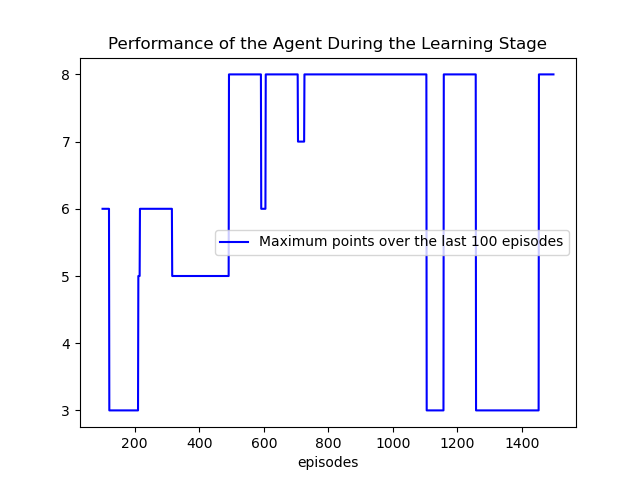 Performance of the Agent During the Learning Stage
8
7
6
5
4
3
Maximum points over the last 100 episodes
200 400 600 800 1000 1200 1400
episodes